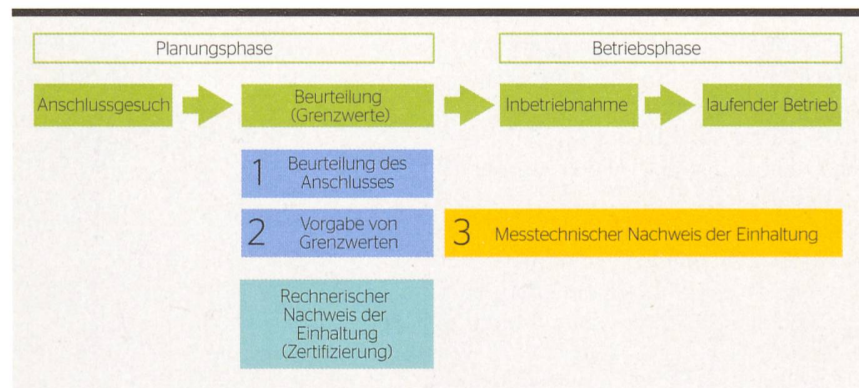 Planungsphase
Betriebsphase
Anschlussgesuch
Beurteilung
(Grenzwerte)
Inbetriebnahme
laufender Betrieb
1 Beurteilung des
Anschlusses
2 Vorgabe von
Grenzwerten
3 Messtechnischer Nachweis der Einhaltung
Rechnerischer
Nachweis der
Einhaltung
(Zertifizierung)